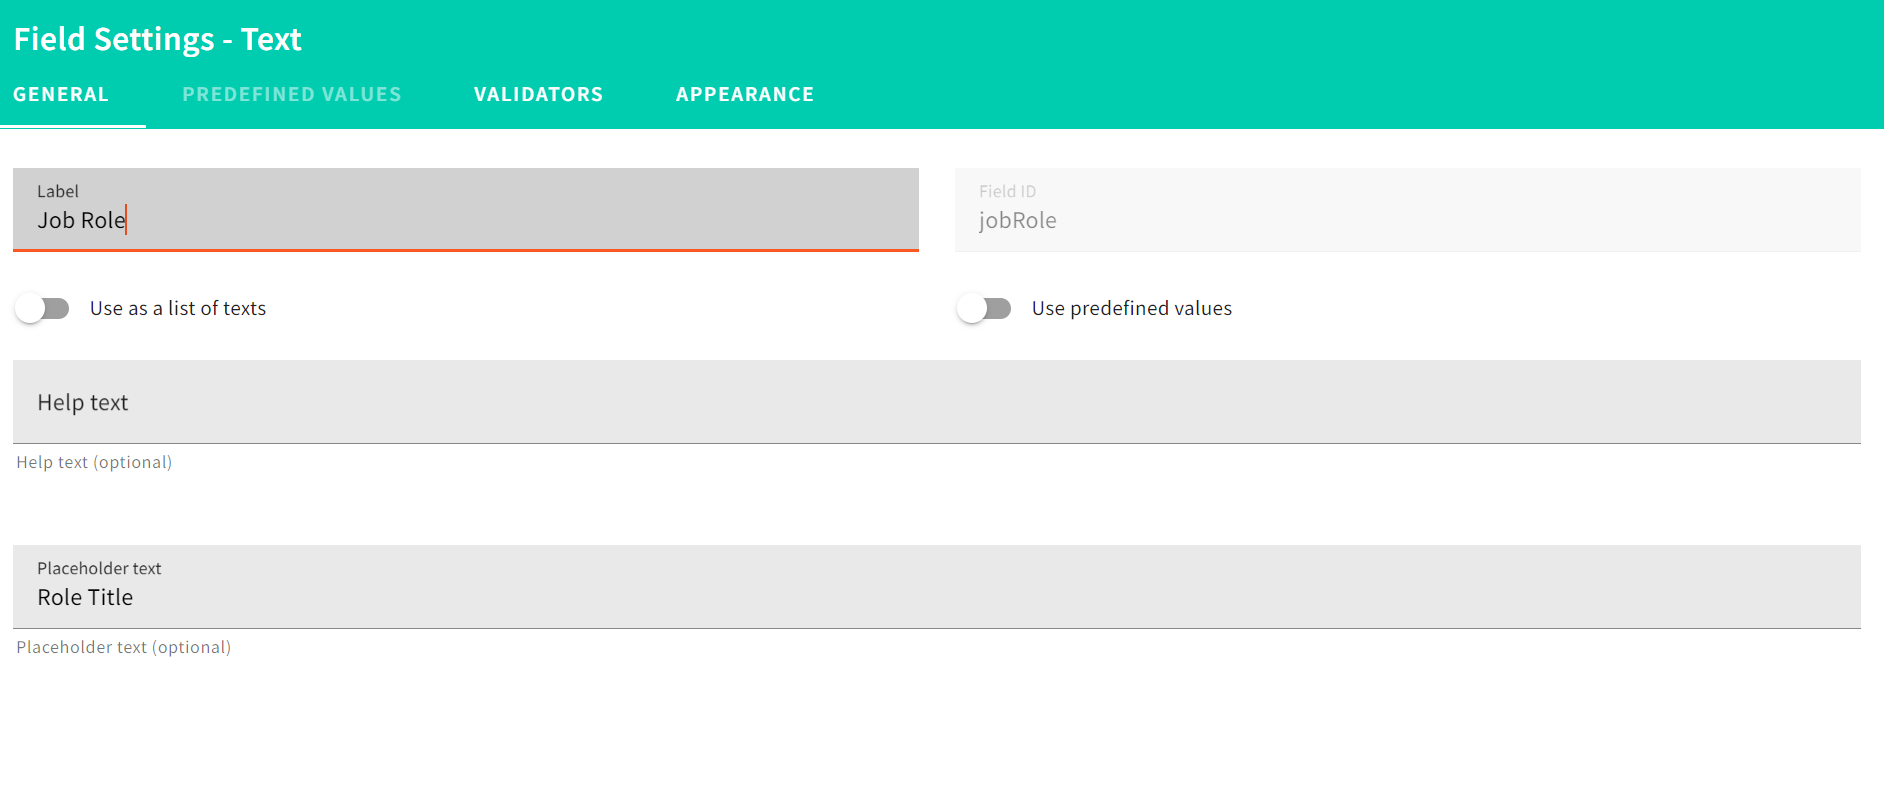 Field Settings - Text
GENERAL PREDEFINED VALUES VALIDATORS APPEARANCE
Label
Job Role
Field ID
jobRole
Use as a list of texts
Use predefined values
Help text
Help text (optional)
Placeholder text
Role Title
Placeholder text (optional)